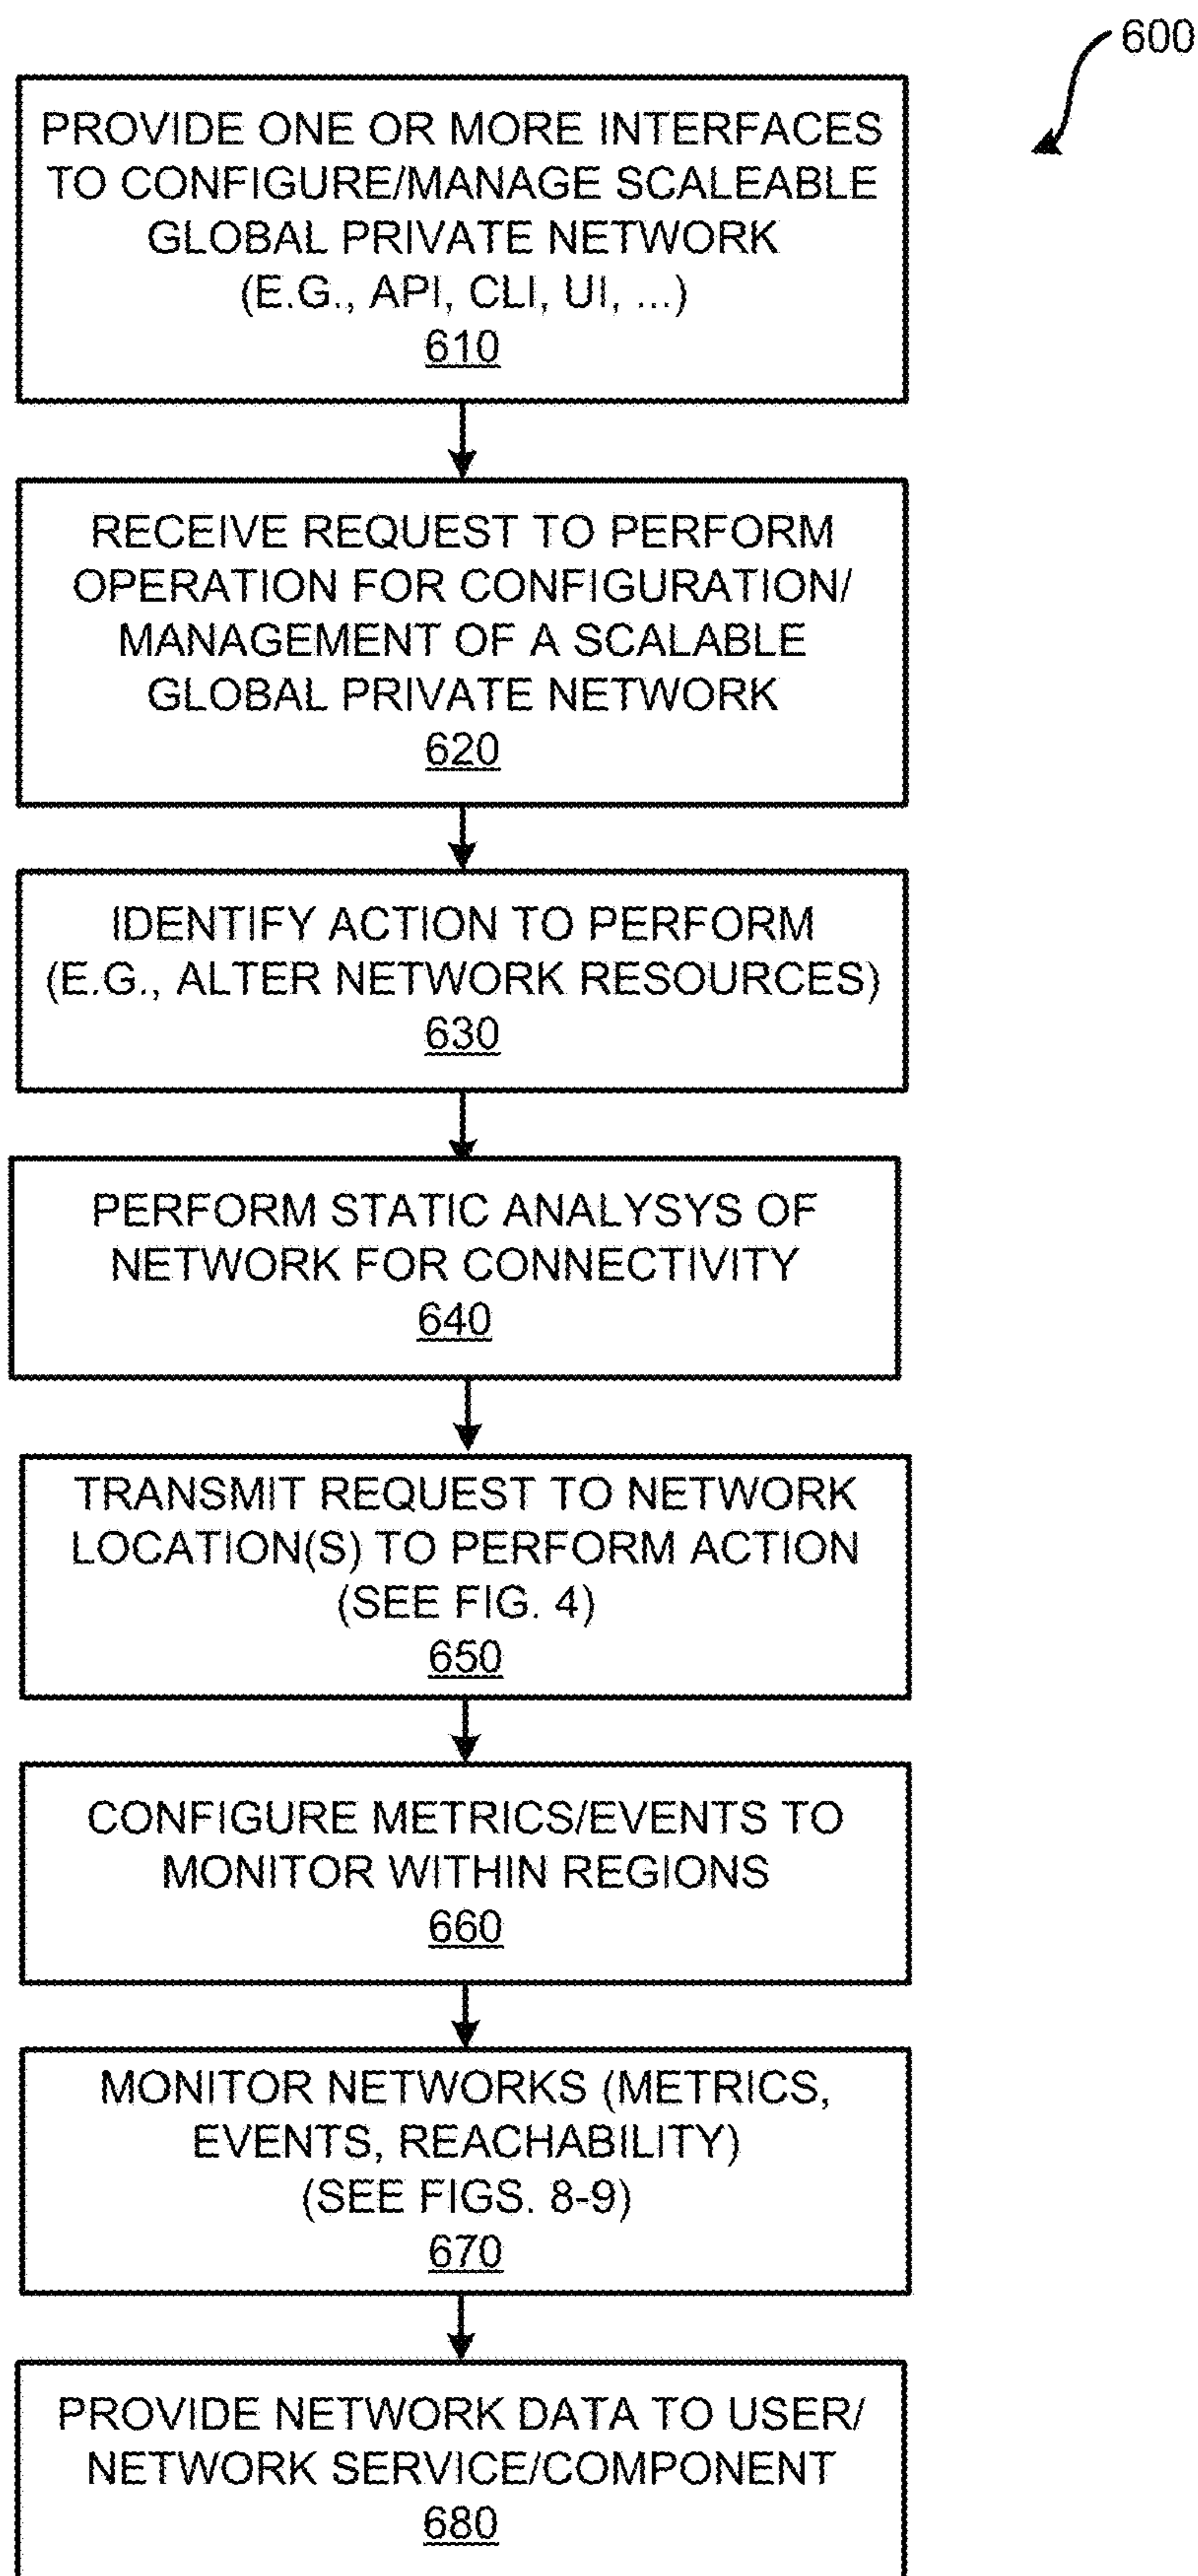 600
PROVIDE ONE OR MORE INTERFACES
TO CONFIGURE/MANAGE SCALEABLE
GLOBAL PRIVATE NETWORK
(E.G., API, CLI, UI, ...)
610
RECEIVE REQUEST TO PERFORM
OPERATION FOR CONFIGURATION/
MANAGEMENT OF A SCALABLE
GLOBAL PRIVATE NETWORK
620
IDENTIFY ACTION TO PERFORM
(E.G., ALTER NETWORK RESOURCES)
630
PERFORM STATIC ANALYSYS OF
NETWORK FOR CONNECTIVITY
640
TRANSMIT REQUEST TO NETWORK
LOCATION(S) TO PERFORM ACTION
(SEE FIG. 4)
650
CONFIGURE METRICS/EVENTS TO
MONITOR WITHIN REGIONS
660
MONITOR NETWORKS (METRICS,
EVENTS, REACHABILITY)
(SEE FIGS. 8-9)
670
PROVIDE NETWORK DATA TO USER/
NETWORK SERVICE/COMPONENT
680